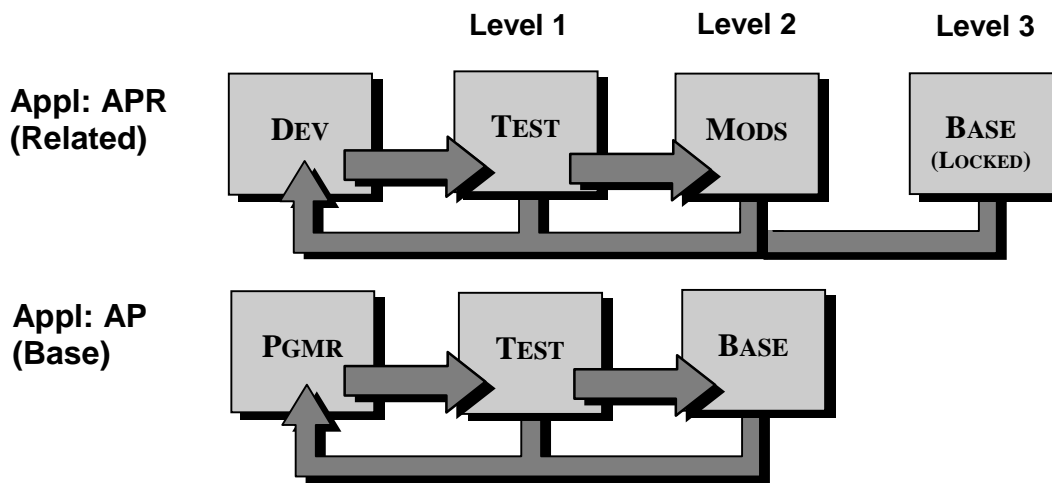 Level 1 Level 2 Level 3
Appl: APR
(Related)
DEV TEST MODS BASE
(LOCKED)
Appl: AP
(Base)
PGMR TEST BASE